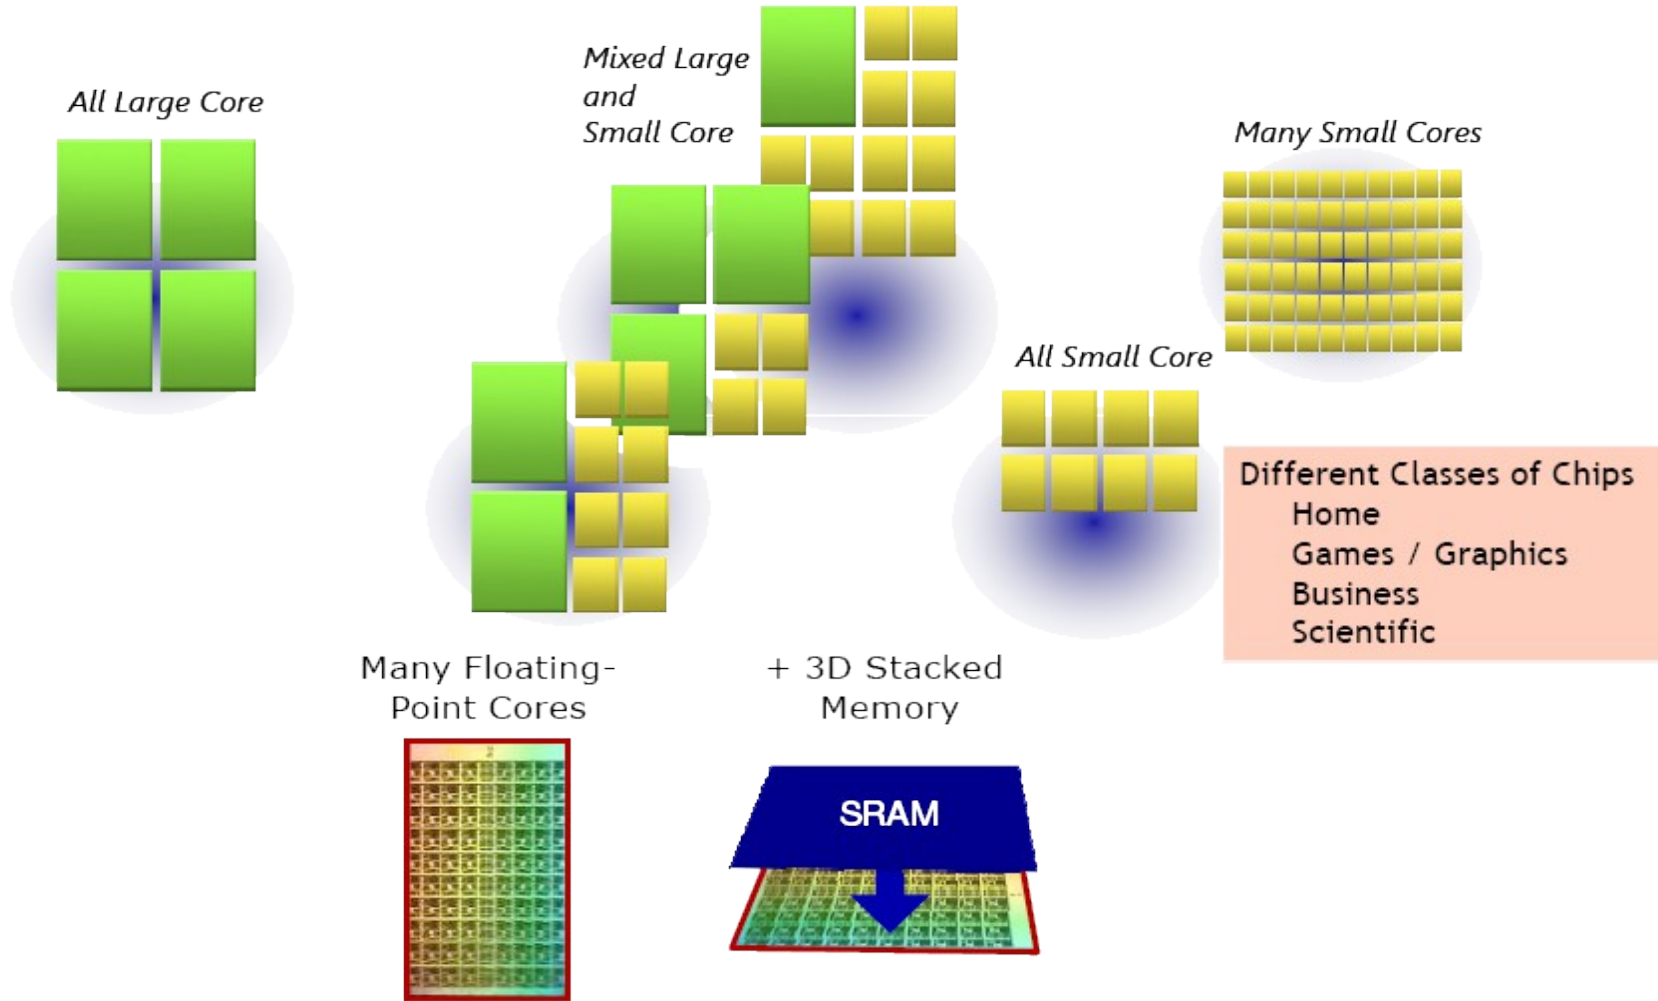 All Large Core
Mixed Large
and
Small Core
Many Small Cores
All Small Core
Different Classes of Chips
Home
Games / Graphics
Business
Scientific
Many Floating-
Point Cores
+ 3D Stacked
Memory
SRAM